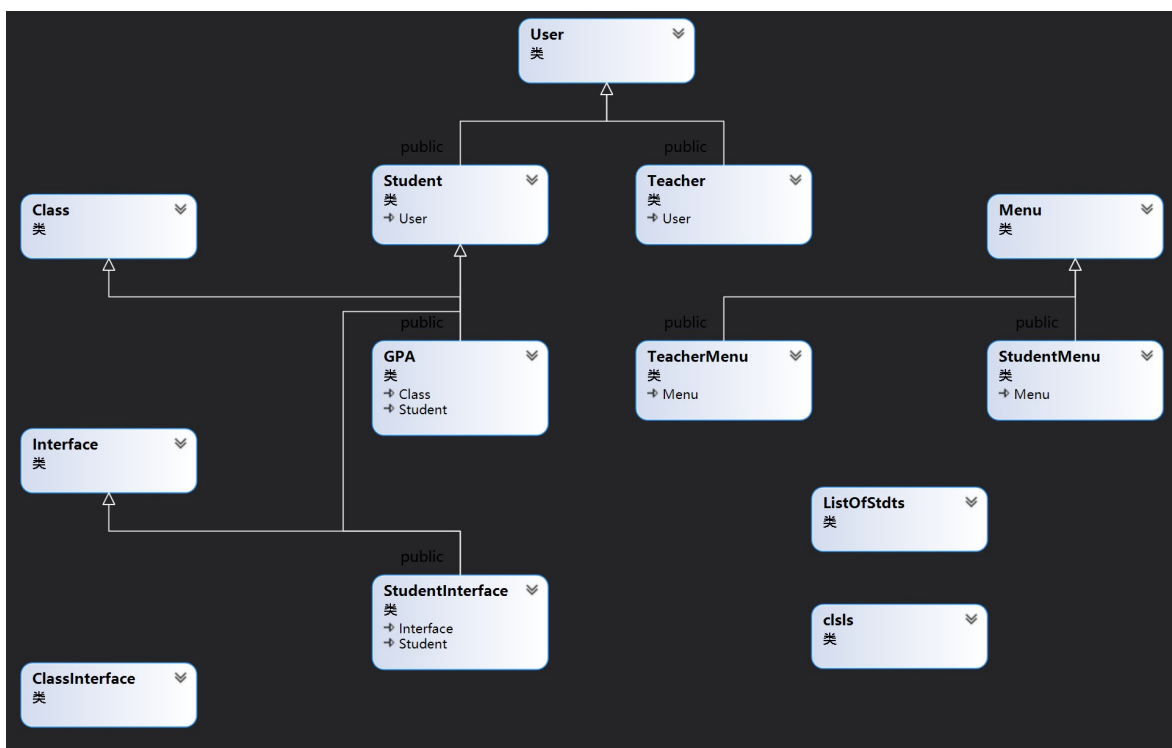 User
类
public
public
Student
类
User
Teacher
类
User
Class
类
Menu
类
public
public
public
GPA
类
Class
Student
TeacherMenu
类
Menu
StudentMenu
类
Menu
Interface
类
ListOfStdts
类
public
StudentInterface
类
Interface
Student
clsls
类
ClassInterface
类